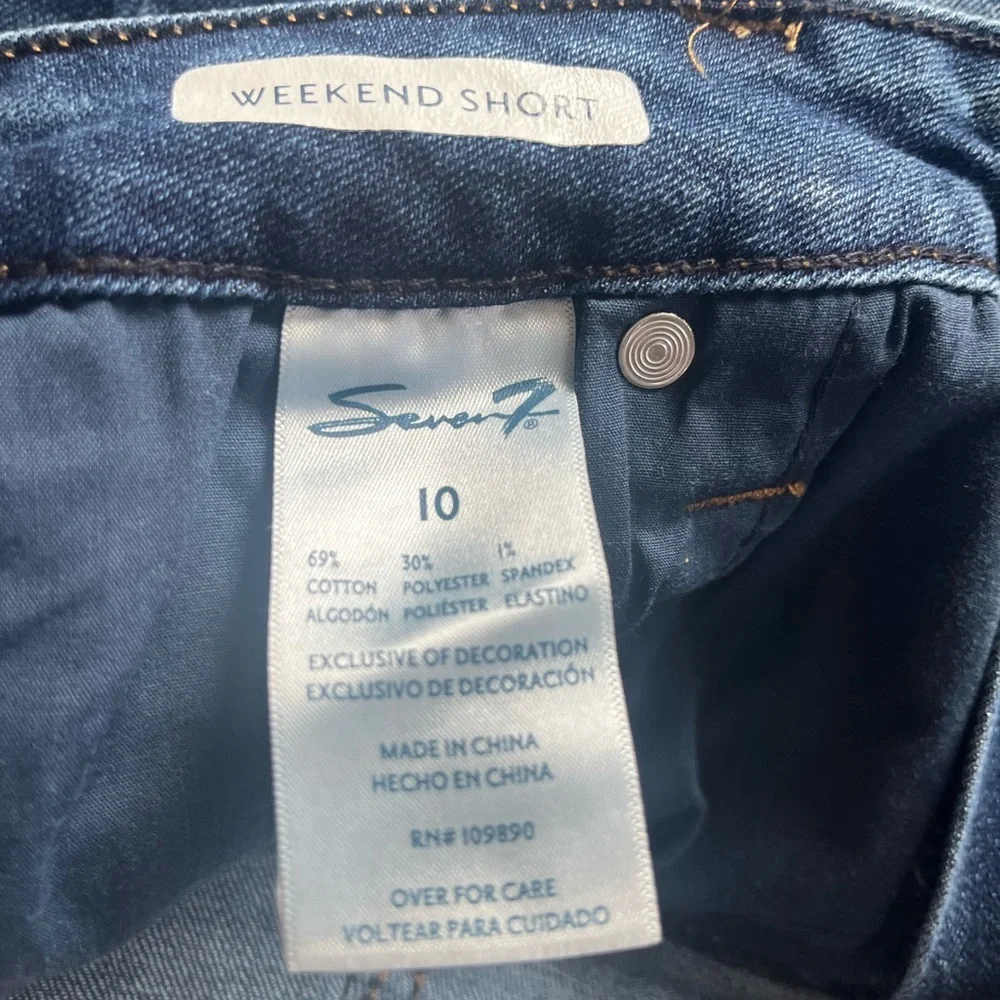 WEEKEND SHORT
Seven7®
10
69% 30% 1%
COTTON POLYESTER SPANDEX
ALGODÓN POLIÉSTER ELASTINO
EXCLUSIVE OF DECORATION
EXCLUSIVO DE DECORACIÓN
MADE IN CHINA
HECHO EN CHINA
RN# 109890
OVER FOR CARE
VOLTEAR PARA CUIDADO